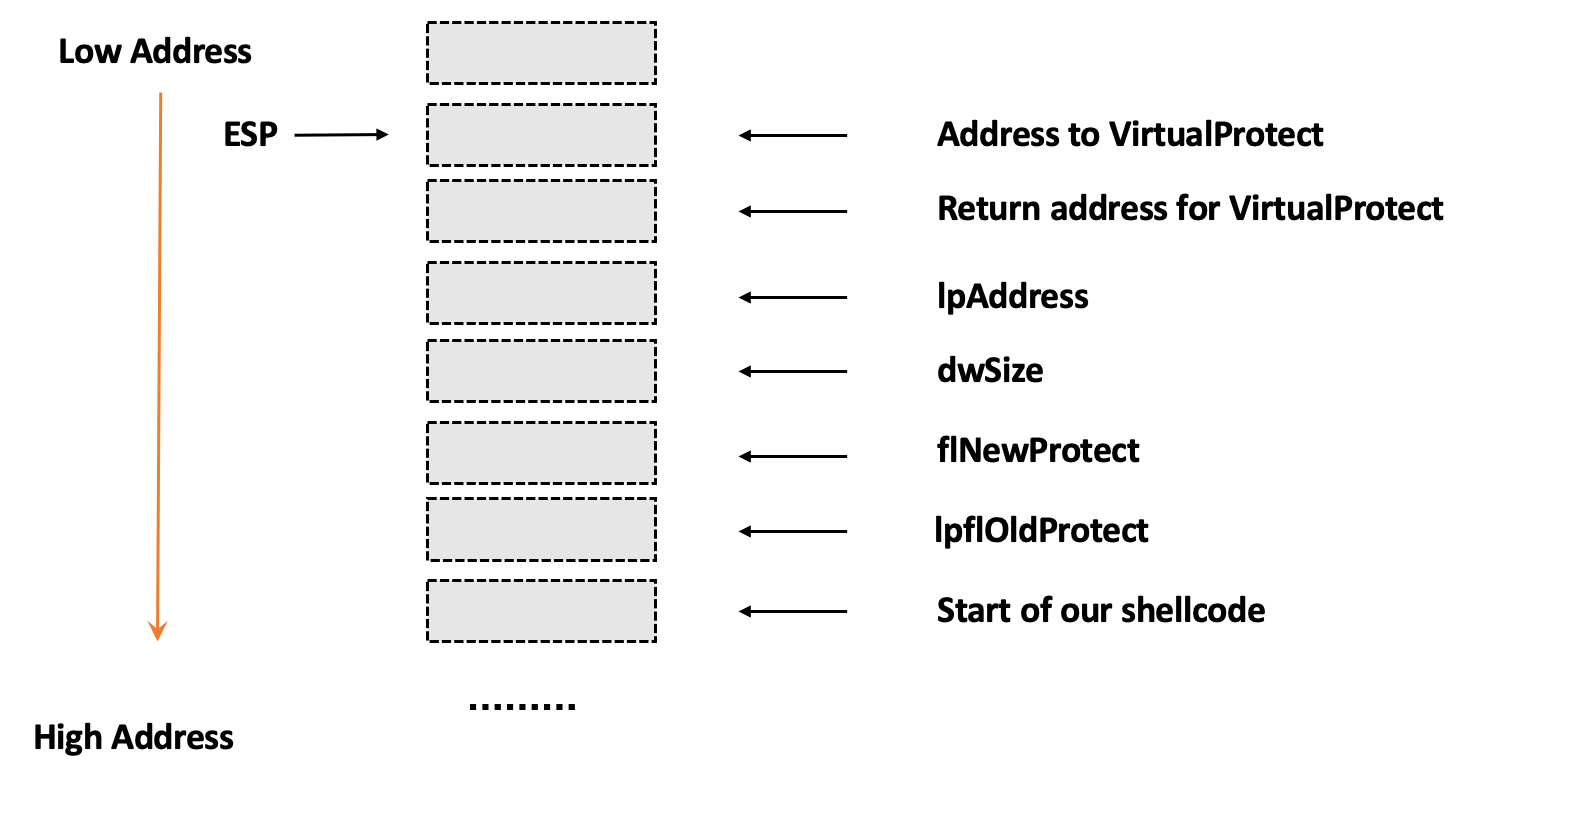 Low Address
ESP
Address to VirtualProtect
Return address for VirtualProtect
lpAddress
dwSize
flNewProtect
lpflOldProtect
Start of our shellcode
.........
High Address